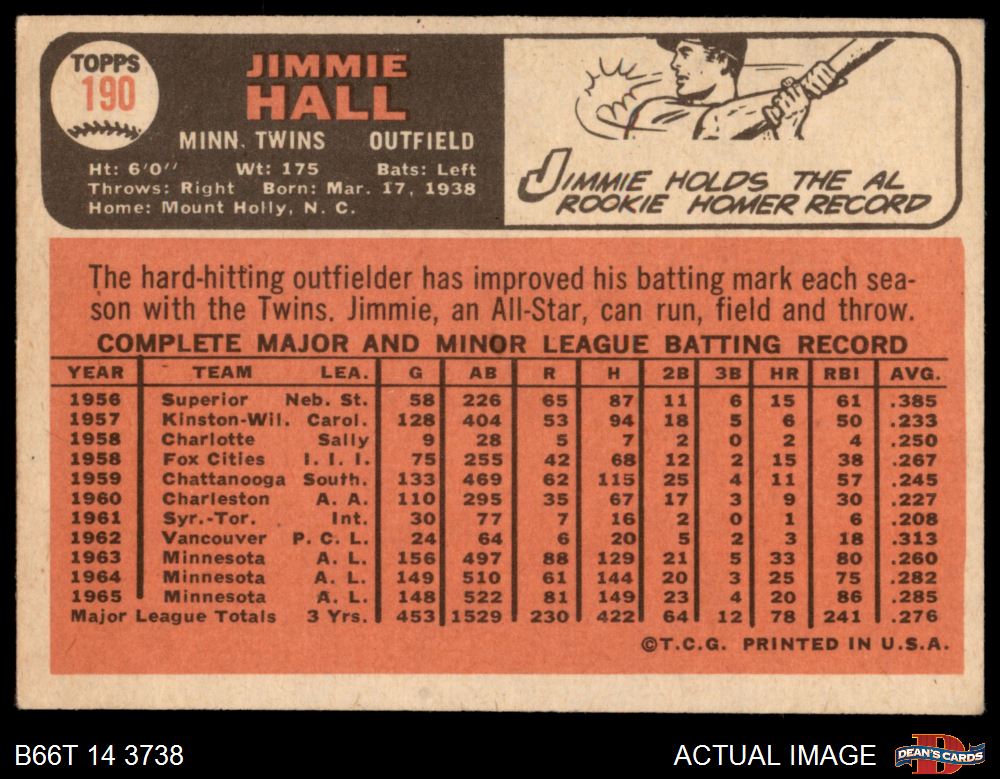 TOPPS
190
JIMMIE
HALL
MINN. TWINS OUTFIELD
Ht: 6'0" Wt: 175 Bats: Left
Throws: Right Born: Mar. 17, 1938
Home: Mount Holly, N. C.
JIMMIE HOLDS THE AL
ROOKIE HOMER RECORD
The hard-hitting outfielder has improved his batting mark each sea-
son with the Twins. Jimmie, an All-Star, can run, field and throw.
COMPLETE MAJOR AND MINOR LEAGUE BATTING RECORD
YEAR TEAM LEA. G AB R H 2B 3B HR RBI AVG.
1956 Superior Neb. St. 58 226 65 87 11 6 15 61 .385
1957 Kinston-Wil. Carol. 128 404 53 94 18 5 6 50 .233
1958 Charlotte Sally 9 28 5 7 2 0 2 4 .250
1958 Fox Cities I. I. I. 75 255 42 68 12 2 15 38 .267
1959 Chattanooga South. 133 469 62 115 25 4 11 57 .245
1960 Charleston A. A. 110 295 35 67 17 3 9 30 .227
1961 Syr.-Tor. Int. 30 77 7 16 2 0 1 6 .208
1962 Vancouver P. C. L. 24 64 6 20 5 2 3 18 .313
1963 Minnesota A. L. 156 497 88 129 21 5 33 80 .260
1964 Minnesota A. L. 149 510 61 144 20 3 25 75 .282
1965 Minnesota A. L. 148 522 81 149 23 4 20 86 .285
Major League Totals 3 Yrs. 453 1529 230 422 64 12 78 241 .276
©T.C.G. PRINTED IN U.S.A.
B66T 14 3738
ACTUAL IMAGE
D
DEAN'S CARDS